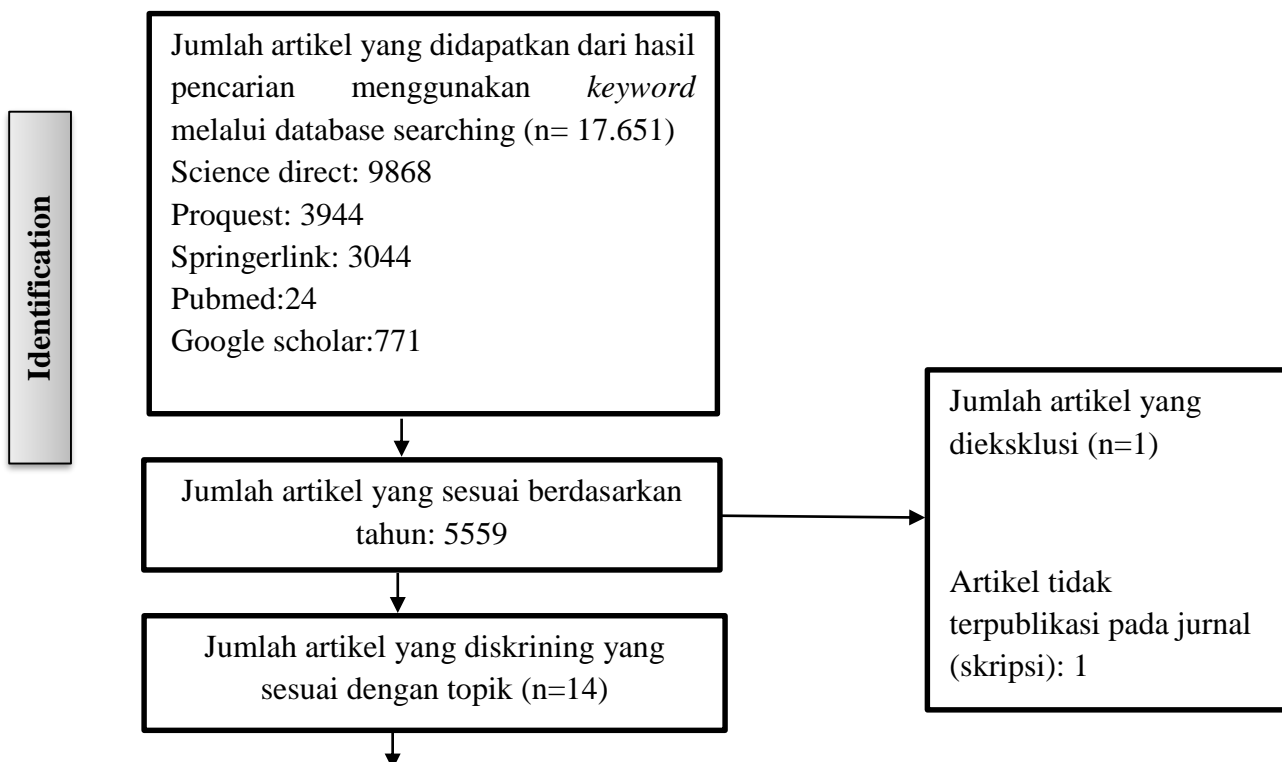 Identification
Jumlah artikel yang didapatkan dari hasil
pencarian menggunakan keyword
melalui database searching (n= 17.651)
Science direct: 9868
Proquest: 3944
Springerlink: 3044
Pubmed:24
Google scholar:771
Jumlah artikel yang sesuai berdasarkan
tahun: 5559
Jumlah artikel yang
dieksklusi (n=1)
Artikel tidak
terpublikasi pada jurnal
(skripsi): 1
Jumlah artikel yang diskrining yang
sesuai dengan topik (n=14)